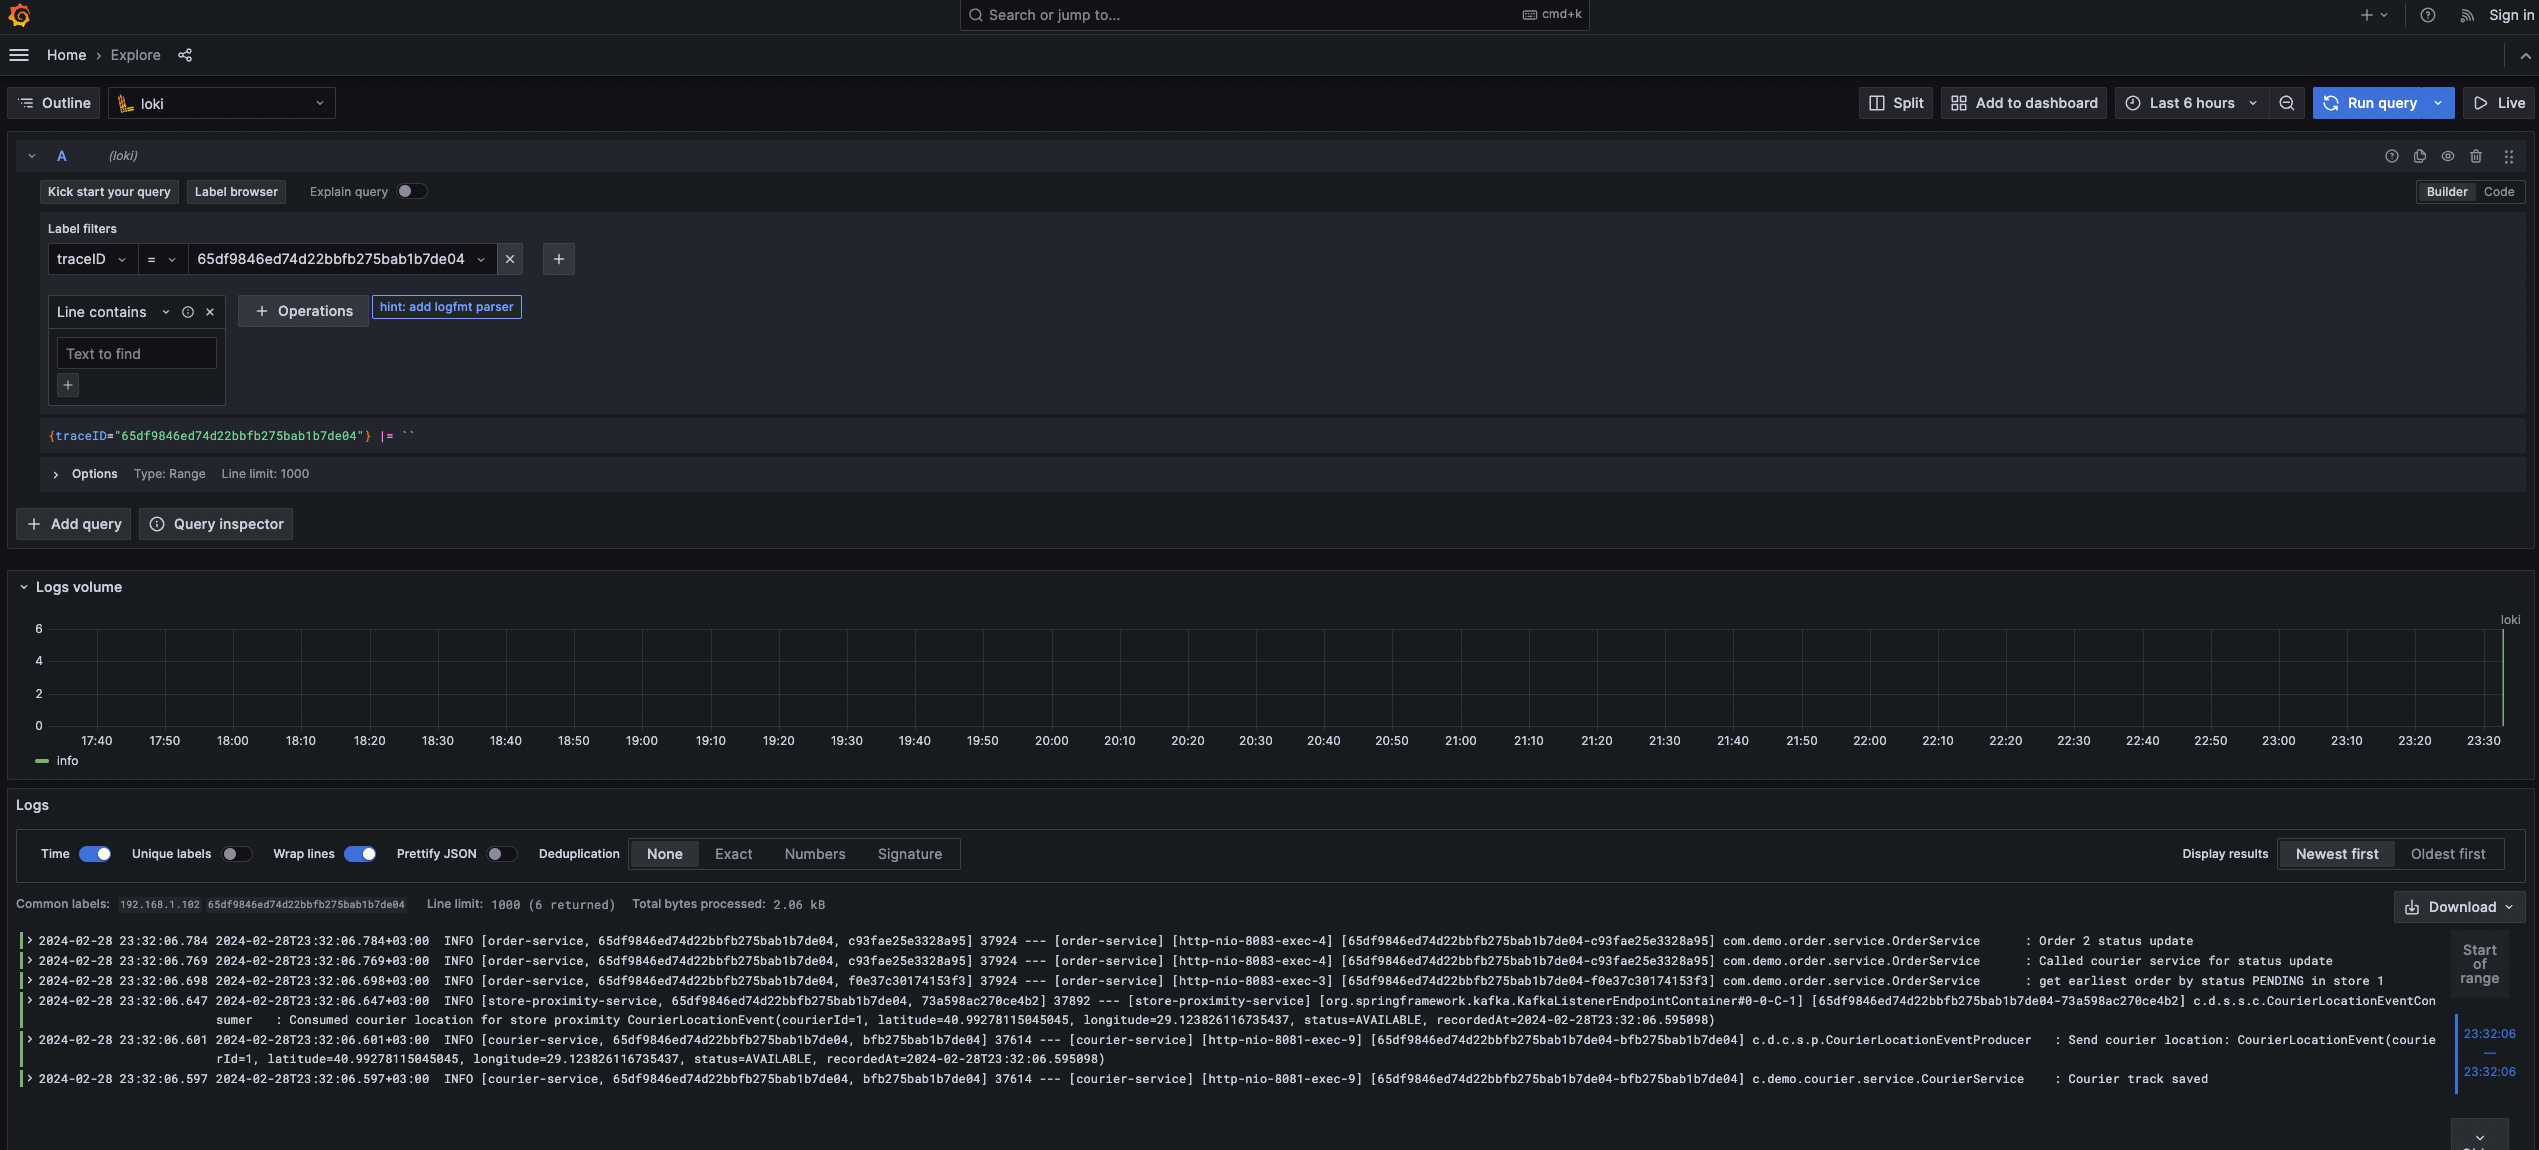 Search or jump to...
cmd+k
Sign in
Home › Explore
Outline
loki
Split
Add to dashboard
Last 6 hours
Run query
Live
A (loki)
Kick start your query
Label browser
Explain query
Builder
Code
Label filters
traceID
=
65df9846ed74d22bbfb275bab1b7de04
Line contains
Operations
hint: add logfmt parser
Text to find
{traceID="65df9846ed74d22bbfb275bab1b7de04"} |= ``
Options Type: Range Line limit: 1000
+ Add query
Query inspector
Logs volume
loki
6
4
2
0
17:40 17:50 18:00 18:10 18:20 18:30 18:40 18:50 19:00 19:10 19:20 19:30 19:40 19:50 20:00 20:10 20:20 20:30 20:40 20:50 21:00 21:10 21:20 21:30 21:40 21:50 22:00 22:10 22:20 22:30 22:40 22:50 23:00 23:10 23:20 23:30
info
Logs
Time
Unique labels
Wrap lines
Prettify JSON
Deduplication
None
Exact
Numbers
Signature
Display results
Newest first
Oldest first
Common labels: 192.168.1.102 65df9846ed74d22bbfb275bab1b7de04 Line limit: 1000 (6 returned) Total bytes processed: 2.06 kB
Download
2024-02-28 23:32:06.784 2024-02-28T23:32:06.784+03:00 INFO [order-service, 65df9846ed74d22bbfb275bab1b7de04, c93fae25e3328a95] 37924 --- [order-service] [http-nio-8083-exec-4] [65df9846ed74d22bbfb275bab1b7de04-c93fae25e3328a95] com.demo.order.service.OrderService : Order 2 status update
2024-02-28 23:32:06.769 2024-02-28T23:32:06.769+03:00 INFO [order-service, 65df9846ed74d22bbfb275bab1b7de04, c93fae25e3328a95] 37924 --- [order-service] [http-nio-8083-exec-4] [65df9846ed74d22bbfb275bab1b7de04-c93fae25e3328a95] com.demo.order.service.OrderService : Called courier service for status update
2024-02-28 23:32:06.698 2024-02-28T23:32:06.698+03:00 INFO [order-service, 65df9846ed74d22bbfb275bab1b7de04, f0e37c30174153f3] 37924 --- [order-service] [http-nio-8083-exec-3] [65df9846ed74d22bbfb275bab1b7de04-f0e37c30174153f3] com.demo.order.service.OrderService : get earliest order by status PENDING in store 1
2024-02-28 23:32:06.647 2024-02-28T23:32:06.647+03:00 INFO [store-proximity-service, 65df9846ed74d22bbfb275bab1b7de04, 73a598ac270ce4b2] 37892 --- [store-proximity-service] [org.springframework.kafka.KafkaListenerEndpointContainer#0-0-C-1] [65df9846ed74d22bbfb275bab1b7de04-73a598ac270ce4b2] c.d.s.s.c.CourierLocationEventCon
sumer : Consumed courier location for store proximity CourierLocationEvent(courierId=1, latitude=40.99278115045045, longitude=29.123826116735437, status=AVAILABLE, recordedAt=2024-02-28T23:32:06.595098)
2024-02-28 23:32:06.601 2024-02-28T23:32:06.601+03:00 INFO [courier-service, 65df9846ed74d22bbfb275bab1b7de04, bfb275bab1b7de04] 37614 --- [courier-service] [http-nio-8081-exec-9] [65df9846ed74d22bbfb275bab1b7de04-bfb275bab1b7de04] c.d.c.s.p.CourierLocationEventProducer : Send courier location: CourierLocationEvent(courie
rId=1, latitude=40.99278115045045, longitude=29.123826116735437, status=AVAILABLE, recordedAt=2024-02-28T23:32:06.595098)
2024-02-28 23:32:06.597 2024-02-28T23:32:06.597+03:00 INFO [courier-service, 65df9846ed74d22bbfb275bab1b7de04, bfb275bab1b7de04] 37614 --- [courier-service] [http-nio-8081-exec-9] [65df9846ed74d22bbfb275bab1b7de04-bfb275bab1b7de04] c.demo.courier.service.CourierService : Courier track saved
Start
of
range
23:32:06
—
23:32:06